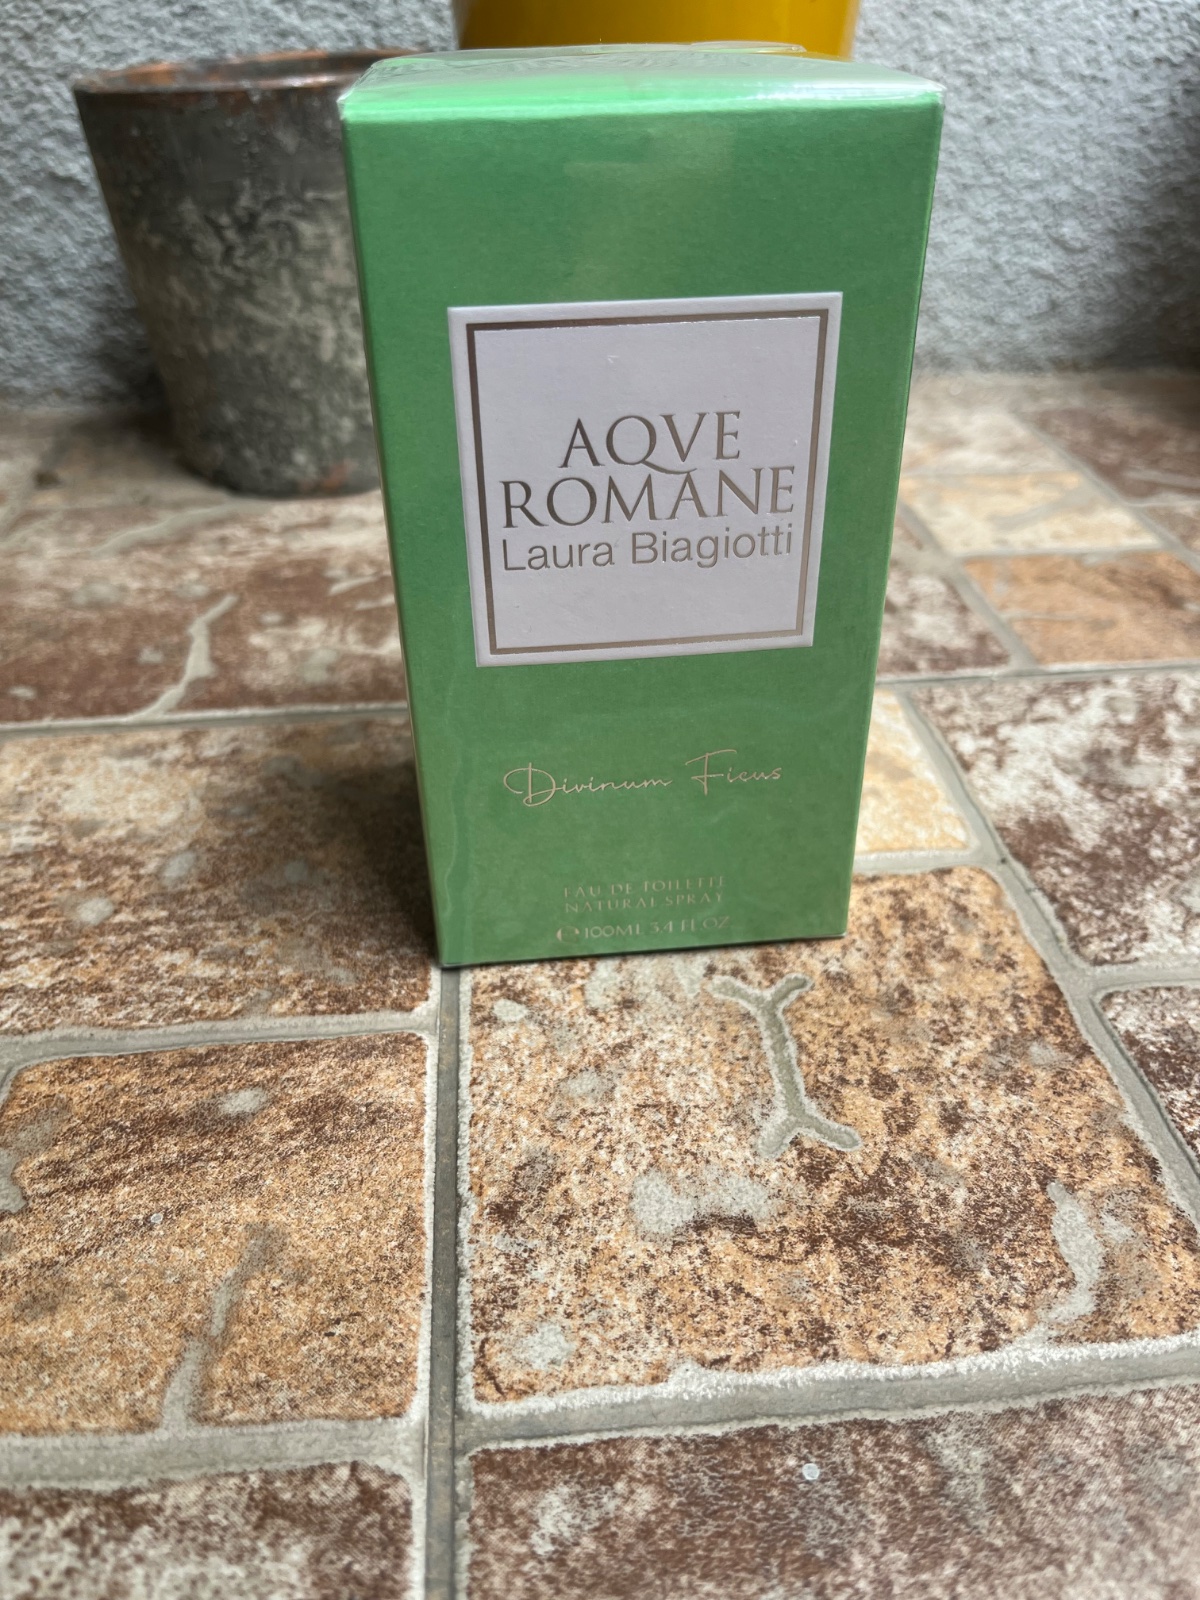 AQVE
ROMANE
Laura Biagiotti
Divinum Ficus
EAU DE TOILETTE
NATURAL SPRAY
℮100ML 3.4 FL.OZ